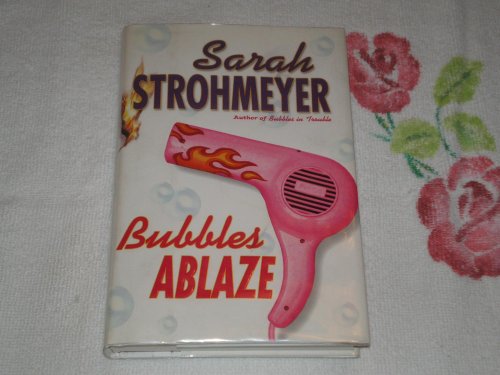 Sarah
STROHMEYER
Author of Bubbles in Trouble
Bubbles
ABLAZE